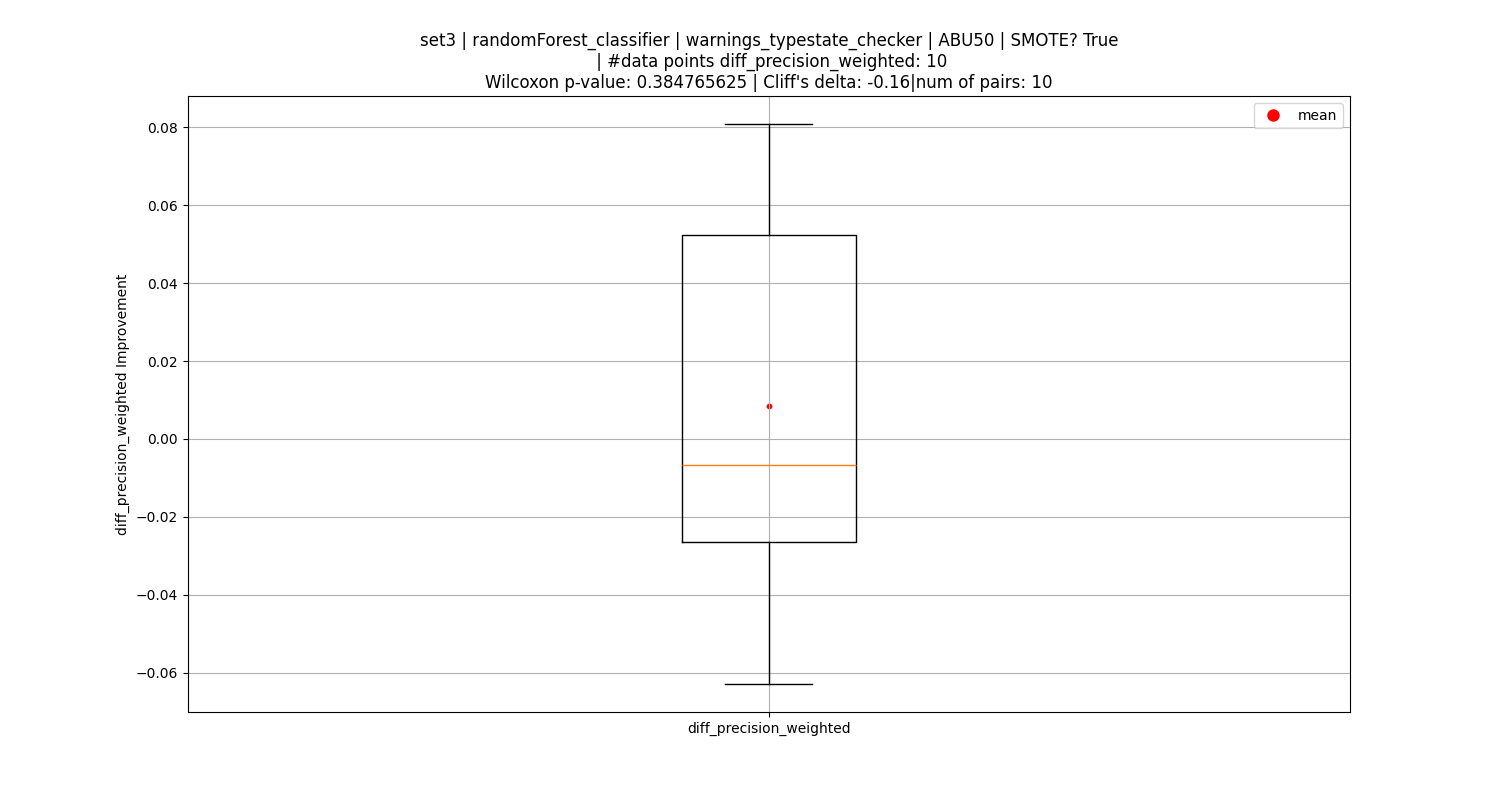 set3 | randomForest_classifier | warnings_typestate_checker | ABU50 | SMOTE? True
| #data points diff_precision_weighted: 10
Wilcoxon p-value: 0.384765625 | Cliff's delta: -0.16|num of pairs: 10
mean
0.08
0.06
0.04
0.02
0.00
−0.02
−0.04
−0.06
diff_precision_weighted Improvement
diff_precision_weighted